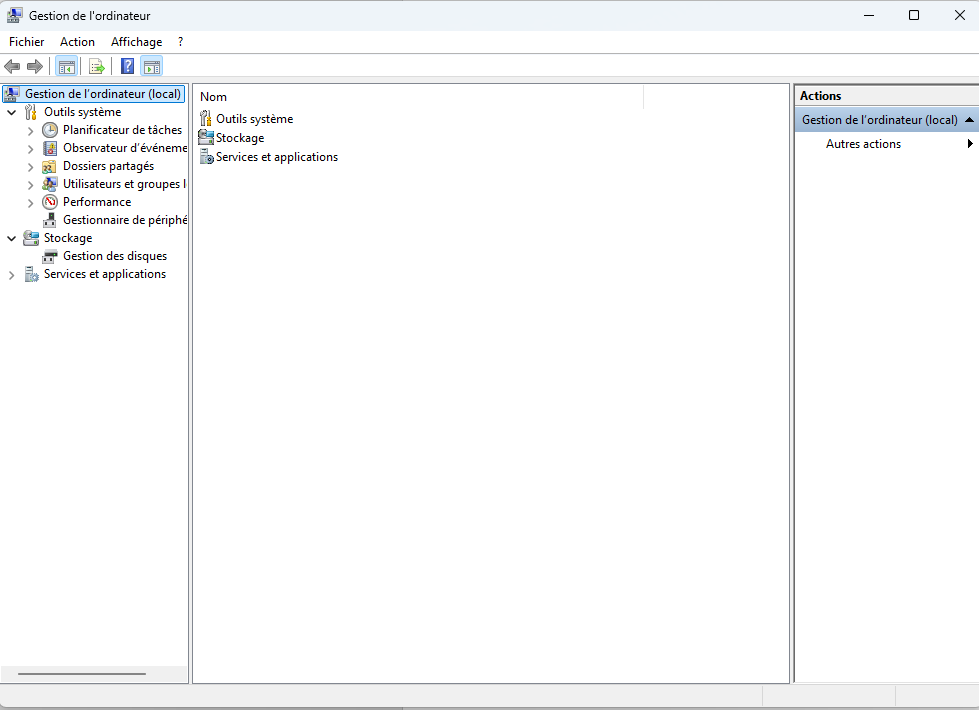 Gestion de l'ordinateur
Fichier Action Affichage ?
Gestion de l'ordinateur (local)
Outils système
Planificateur de tâches
Observateur d'événeme
Dossiers partagés
Utilisateurs et groupes l
Performance
Gestionnaire de périphé
Stockage
Gestion des disques
Services et applications
Nom
Outils système
Stockage
Services et applications
Actions
Gestion de l'ordinateur (local)
Autres actions